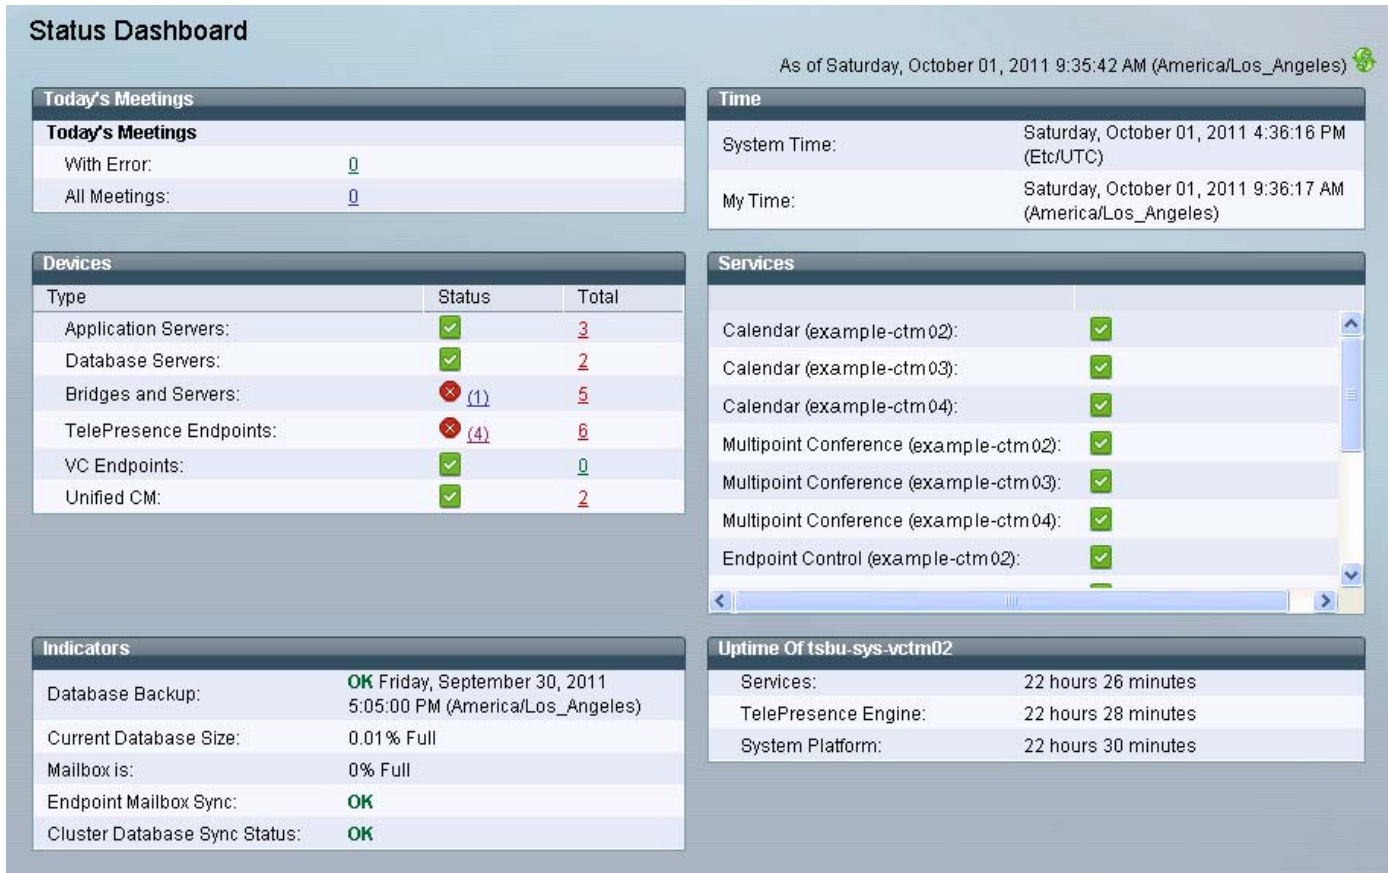 Status Dashboard
As of Saturday, October 01, 2011 9:35:42 AM (America/Los_Angeles)
Today's Meetings
Today's Meetings
With Error: 0
All Meetings: 0
Time
System Time: Saturday, October 01, 2011 4:36:16 PM
(Etc/UTC)
My Time: Saturday, October 01, 2011 9:36:17 AM
(America/Los_Angeles)
Devices
Type Status Total
Application Servers: 3
Database Servers: 2
Bridges and Servers: (1) 5
TelePresence Endpoints: (4) 6
VC Endpoints: 0
Unified CM: 2
Services
Calendar (example-ctm02):
Calendar (example-ctm03):
Calendar (example-ctm04):
Multipoint Conference (example-ctm02):
Multipoint Conference (example-ctm03):
Multipoint Conference (example-ctm04):
Endpoint Control (example-ctm02):
Indicators
Database Backup: OK Friday, September 30, 2011
5:05:00 PM (America/Los_Angeles)
Current Database Size: 0.01% Full
Mailbox is: 0% Full
Endpoint Mailbox Sync: OK
Cluster Database Sync Status: OK
Uptime Of tsbu-sys-vctm02
Services: 22 hours 26 minutes
TelePresence Engine: 22 hours 28 minutes
System Platform: 22 hours 30 minutes